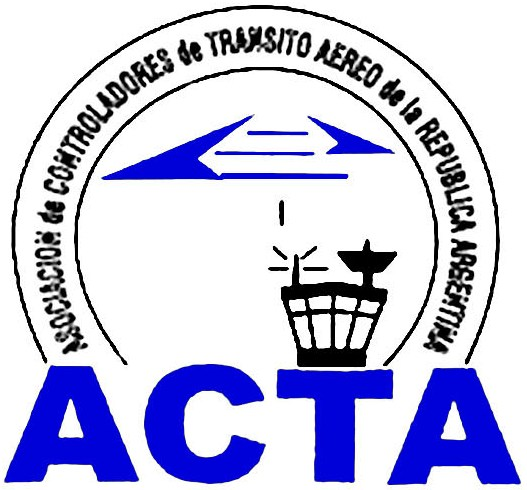 ASOCIACION de CONTROLADORES de TRANSITO AEREO de la REPUBLICA ARGENTINA
ACTA